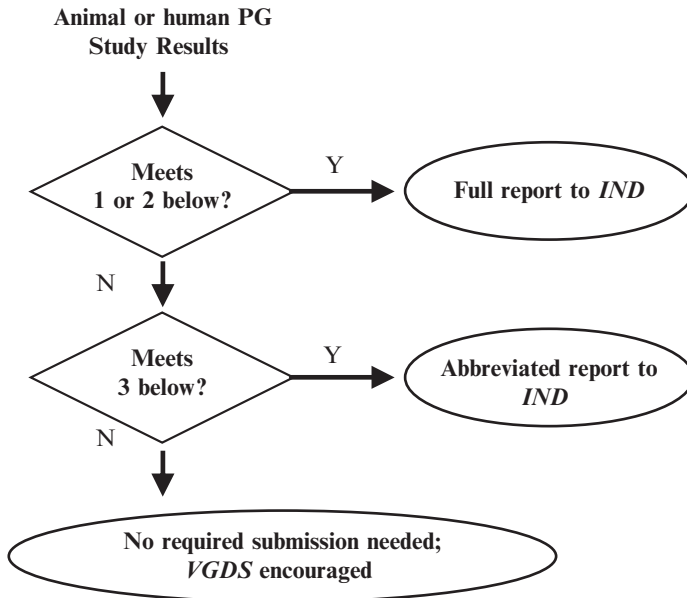 Animal or human PG
Study Results
Meets
1 or 2 below?
Y
Full report to IND
N
Meets
3 below?
Y
Abbreviated report to
IND
N
No required submission needed;
VGDS encouraged